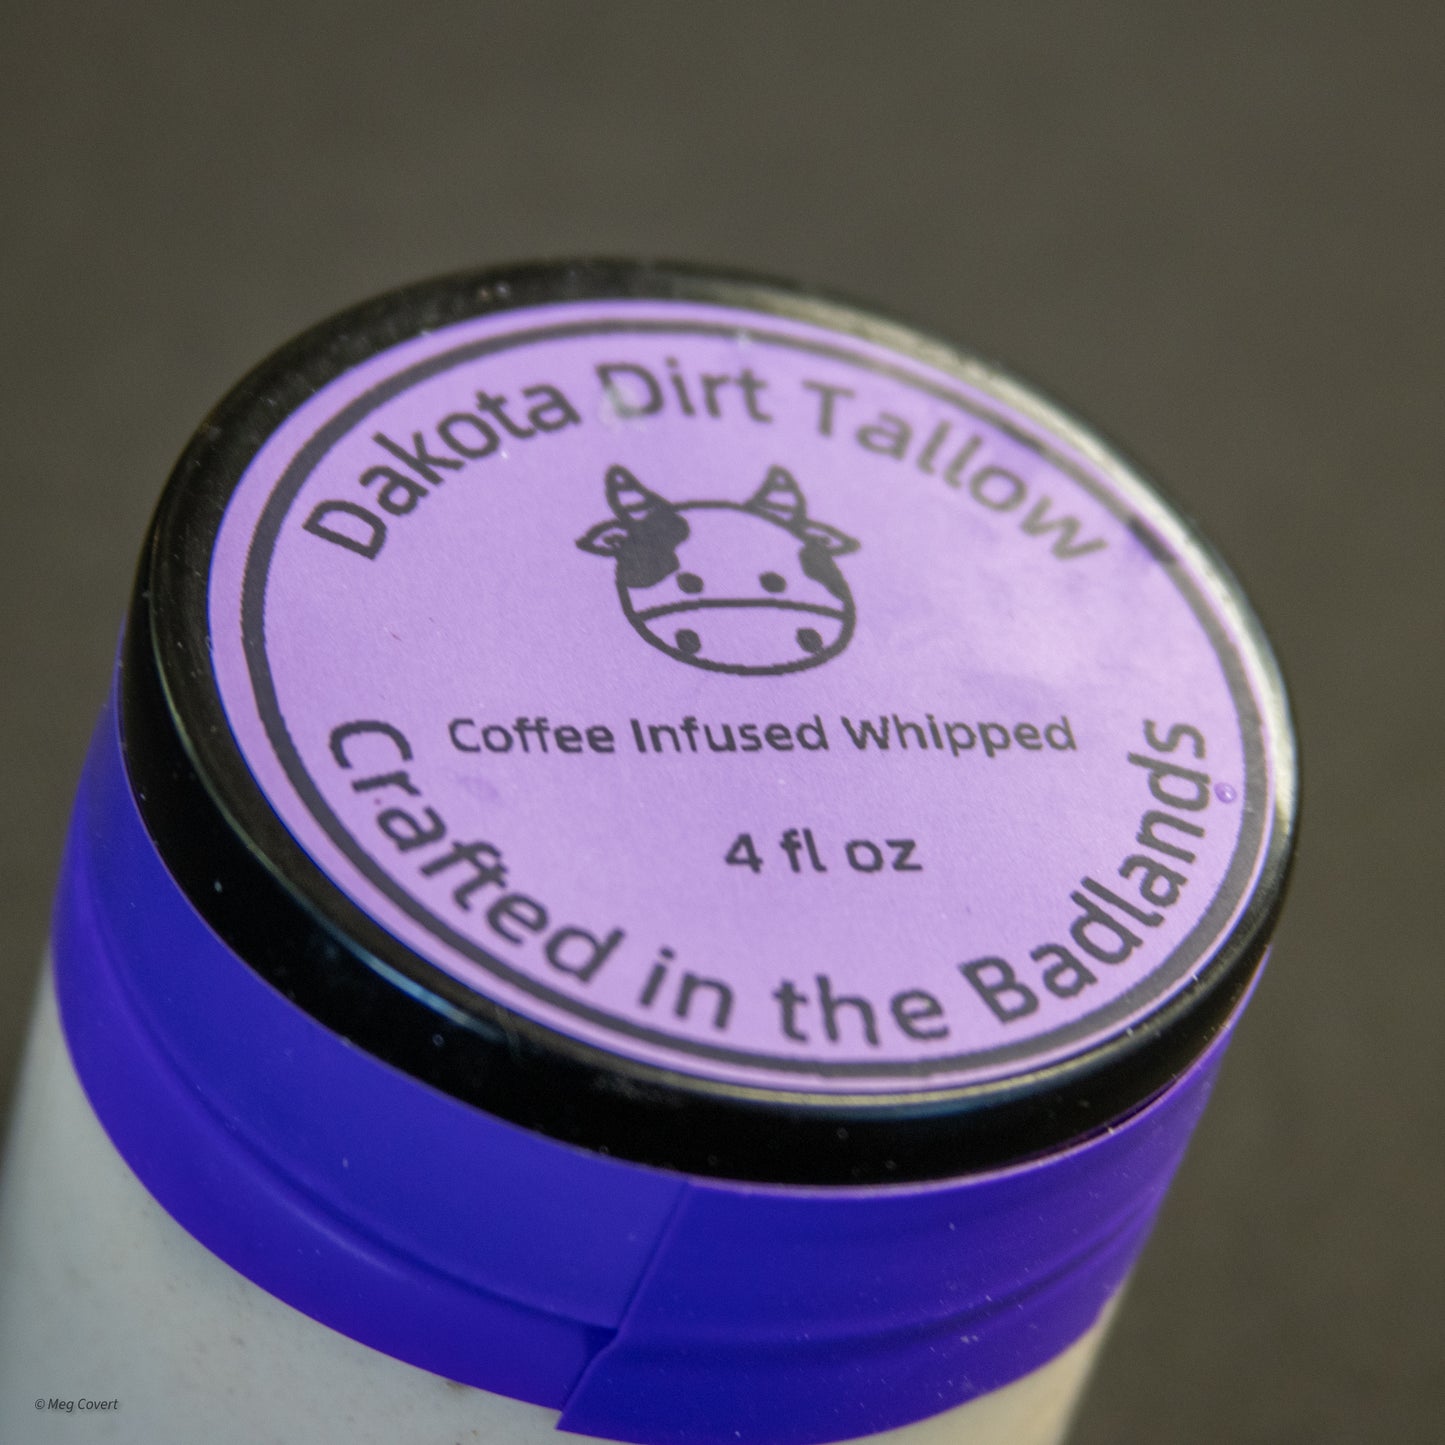 Dakota Dirt Tallow
Coffee Infused Whipped
4 fl oz
Crafted in the Badlands
© Meg Covert